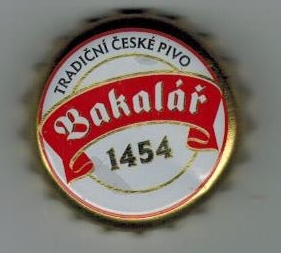 TRADIČNÍ ČESKÉ PIVO
Bakalář
1454